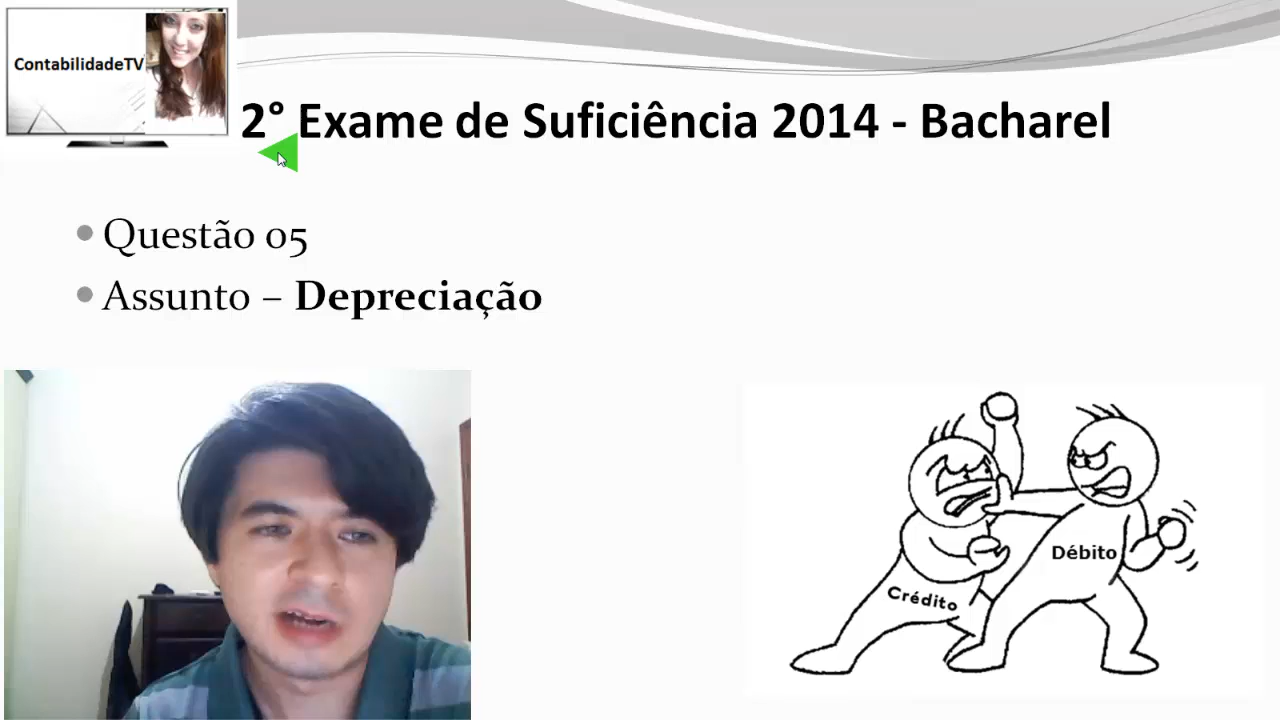 ContabilidadeTV
2° Exame de Suficiência 2014 - Bacharel
Questão 05
Assunto – Depreciação
Débito
Crédito